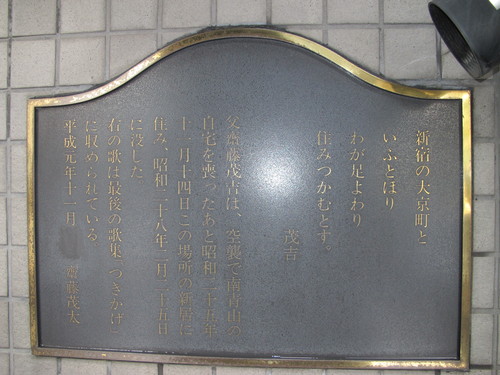 新宿の大京町と
いふとほり
わが足よわり
住みつかむとす。
茂吉
父齋藤茂吉は、空襲で南青山の
自宅を喪ったあと昭和二十五年
十一月十四日この場所の新居に
住み、昭和二十八年二月二十五日
に没した
右の歌は最後の歌集「つきかげ」
に収められている
平成元年十一月 齋藤茂太